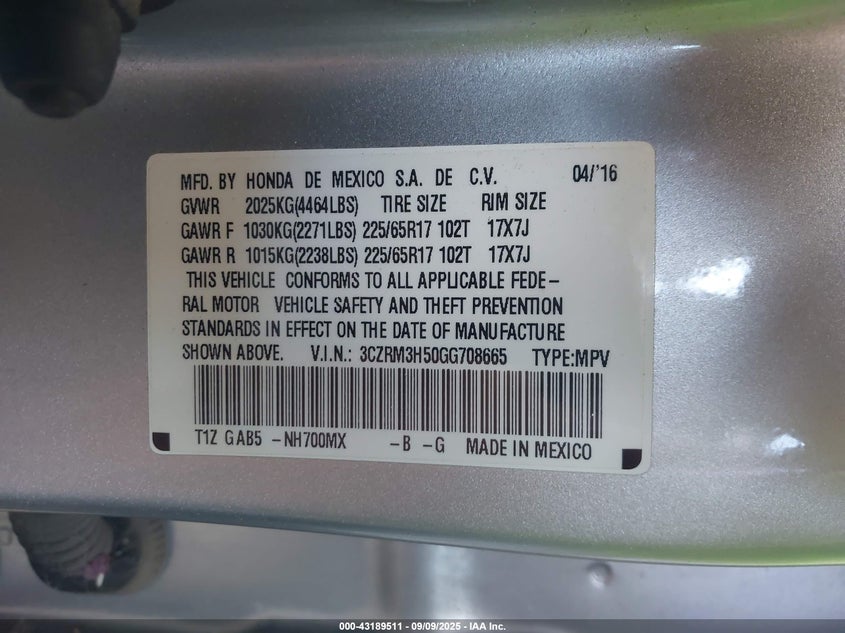 MFD. BY HONDA DE MEXICO S.A. DE C.V. 04/'16
GVWR 2025KG(4464LBS) TIRE SIZE RIM SIZE
GAWR F 1030KG(2271LBS) 225/65R17 102T 17X7J
GAWR R 1015KG(2238LBS) 225/65R17 102T 17X7J
THIS VEHICLE CONFORMS TO ALL APPLICABLE FEDE-
RAL MOTOR VEHICLE SAFETY AND THEFT PREVENTION
STANDARDS IN EFFECT ON THE DATE OF MANUFACTURE
SHOWN ABOVE. V.I.N.: 3CZRM3H50GG708665 TYPE:MPV
T1Z GAB5 -NH700MX -B -G MADE IN MEXICO
000-43189511 - 09/09/2025 - IAA Inc.